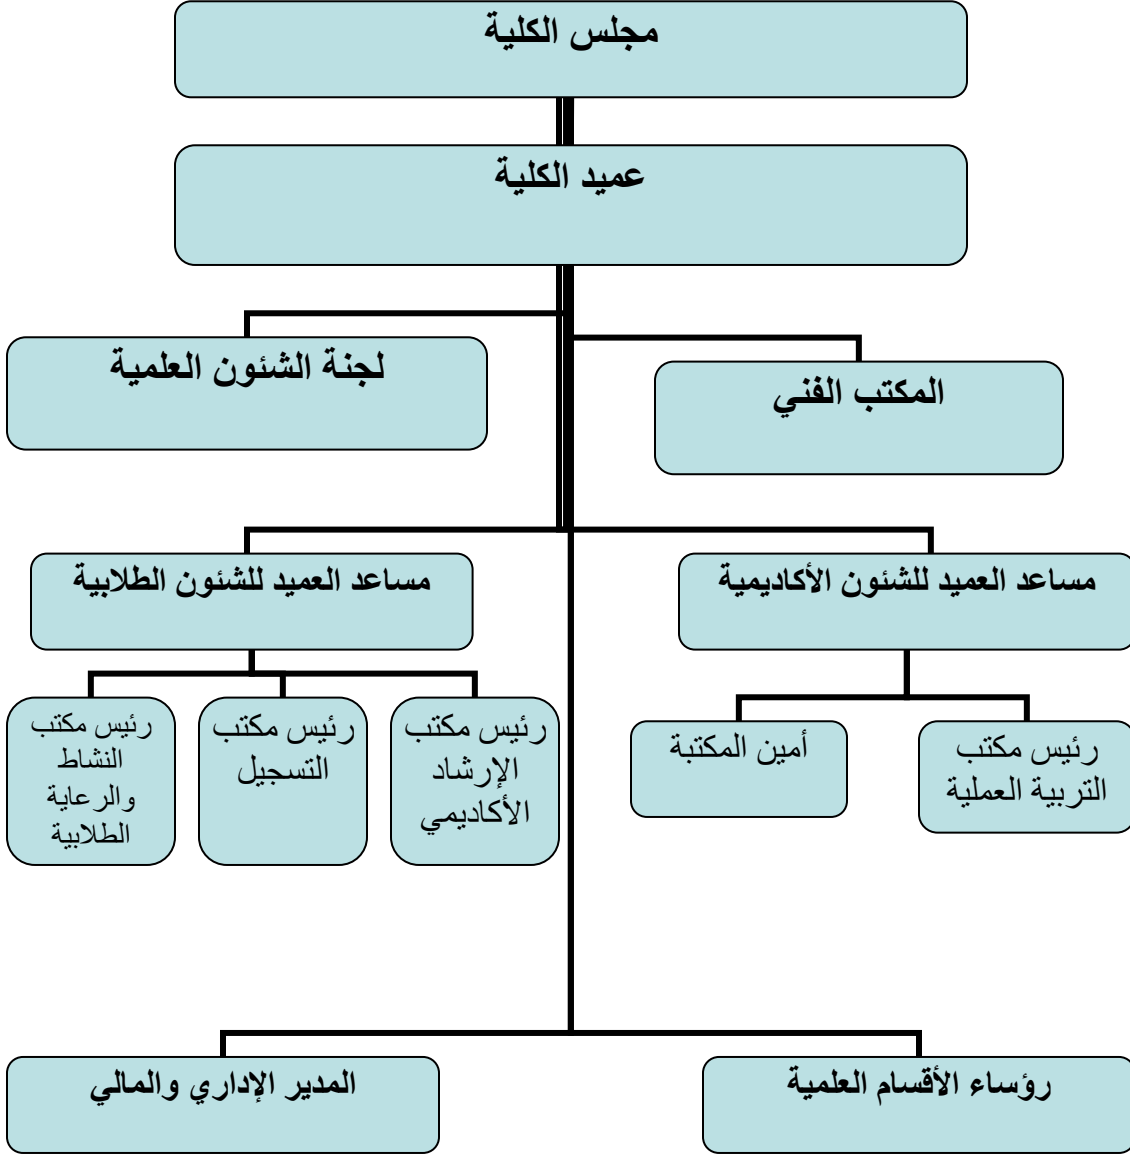 مجلس الكلية
عميد الكلية
المكتب الفني
لجنة الشئون العلمية
مساعد العميد للشئون الأكاديمية
مساعد العميد للشئون الطلابية
رئيس مكتب
التربية العملية
أمين المكتبة
رئيس مكتب
الإرشاد
الأكاديمي
رئيس مكتب
التسجيل
رئيس مكتب
النشاط
والرعاية
الطلابية
رؤساء الأقسام العلمية
المدير الإداري والمالي